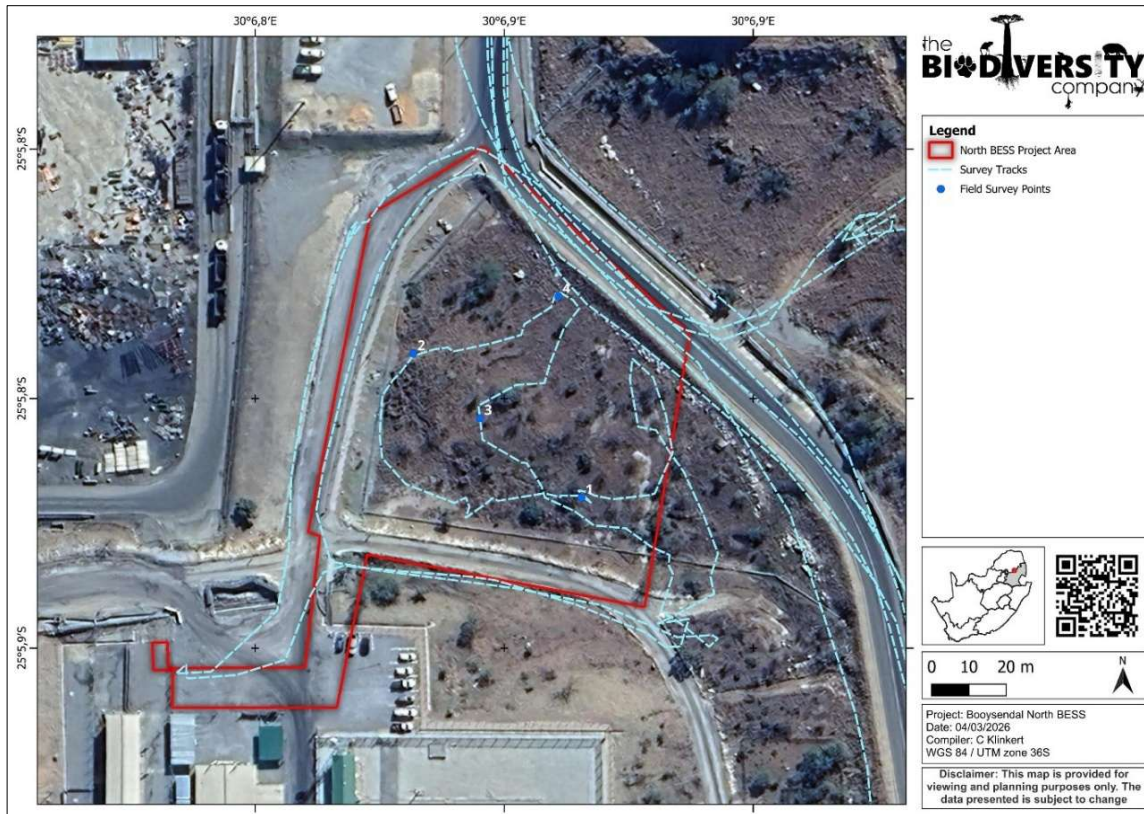 30°6,8'E 30°6,9'E 30°6,9'E
the
BIODIVERSITY
company
Legend
North BESS Project Area
Survey Tracks
Field Survey Points
25°5,8'S
4
2
25°5,8'S
3
1
25°5,9'S
0 10 20 m
N
Project: Booysendal North BESS
Date: 04/03/2026
Compiler: C Klinkert
WGS 84 / UTM zone 36S
Disclaimer: This map is provided for
viewing and planning purposes only. The
data presented is subject to change